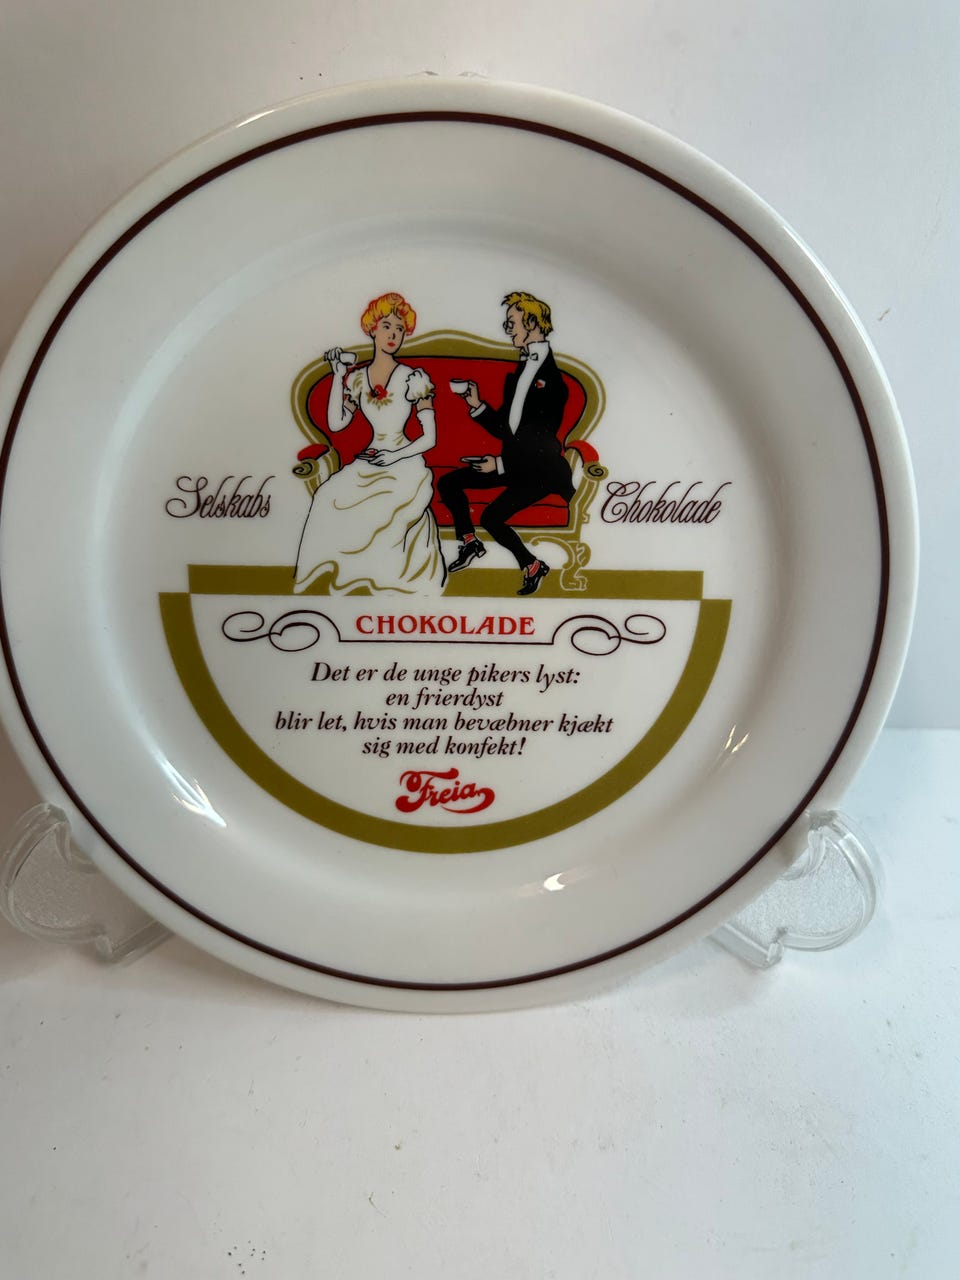 Selskabs Chokolade
CHOKOLADE
Det er de unge pikers lyst:
en frierdyst
blir let, hvis man bevæbner kjækt
sig med konfekt!
Freia